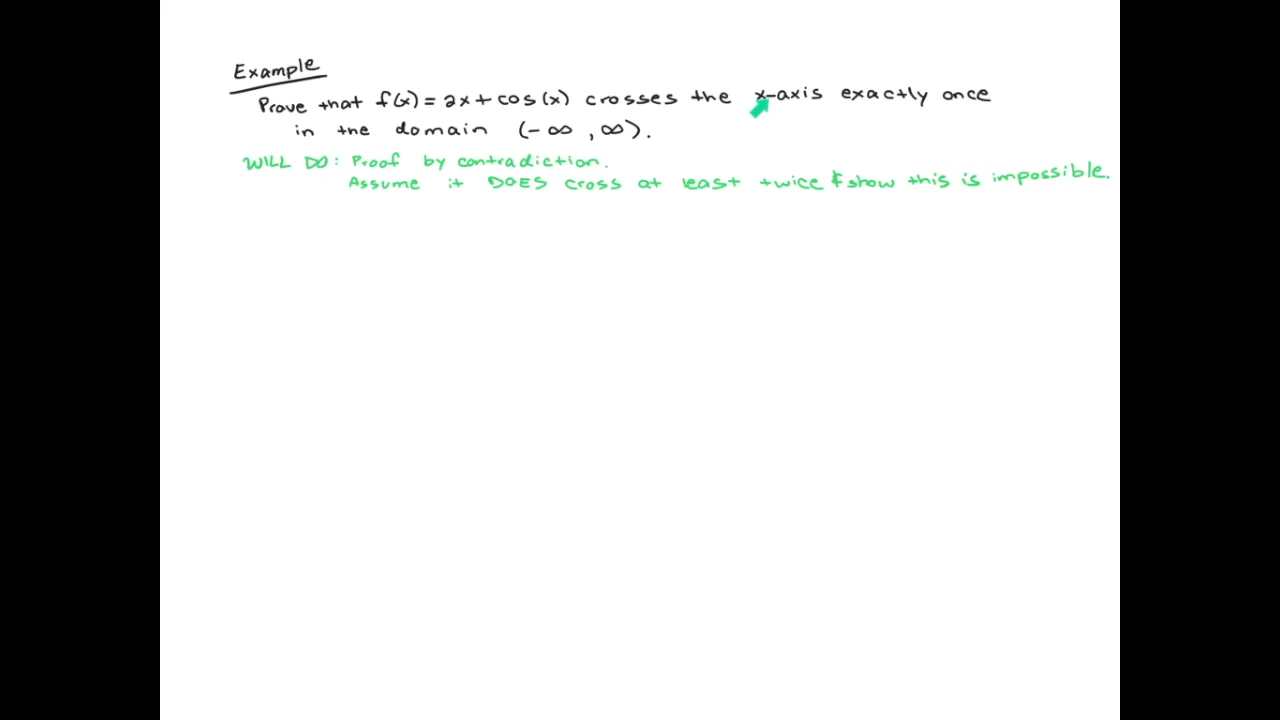 Example
Prove that f(x) = 2x + cos(x) crosses the x-axis exactly once
in the domain (-∞, ∞).
WILL DO: Proof by contradiction.
Assume it DOES cross at least twice & show this is impossible.